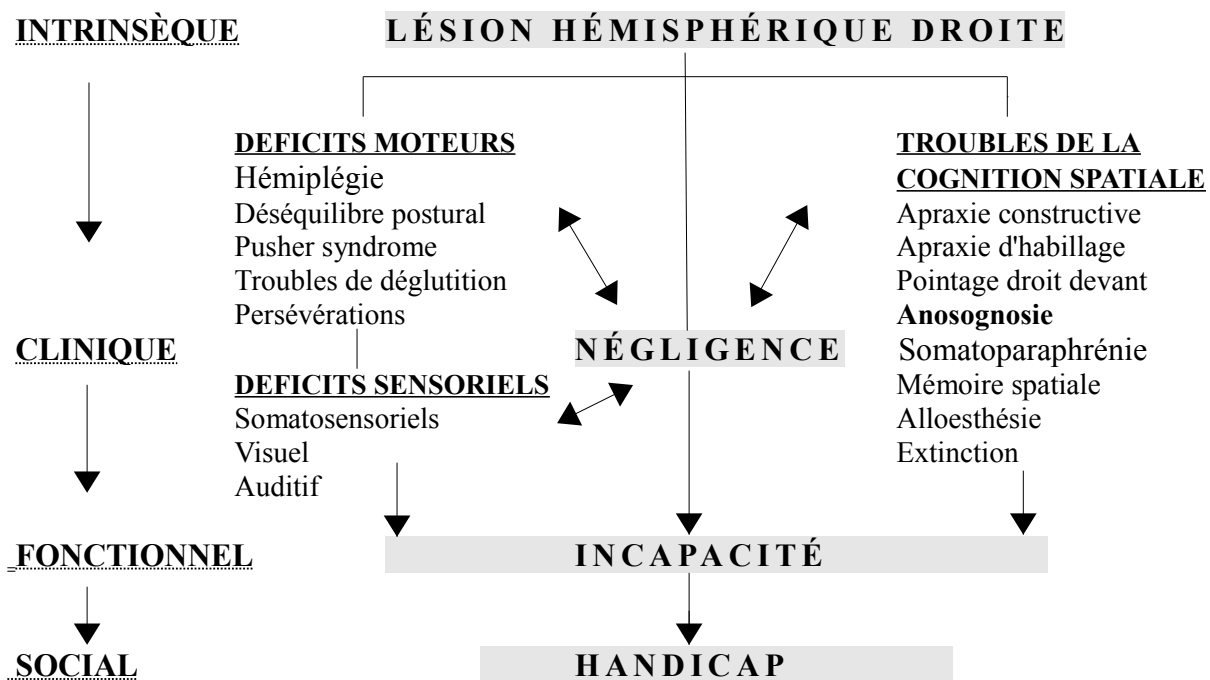 INTRINSÈQUE
LÉSION HÉMISPHÉRIQUE DROITE
DEFICITS MOTEURS
Hémiplégie
Déséquilibre postural
Pusher syndrome
Troubles de déglutition
Persévérations
TROUBLES DE LA
COGNITION SPATIALE
Apraxie constructive
Apraxie d'habillage
Pointage droit devant
Anosognosie
Somatoparaphrénie
Mémoire spatiale
Alloesthésie
Extinction
CLINIQUE
NÉGLIGENCE
DEFICITS SENSORIELS
Somatosensoriels
Visuel
Auditif
FONCTIONNEL
INCAPACITÉ
SOCIAL
HANDICAP